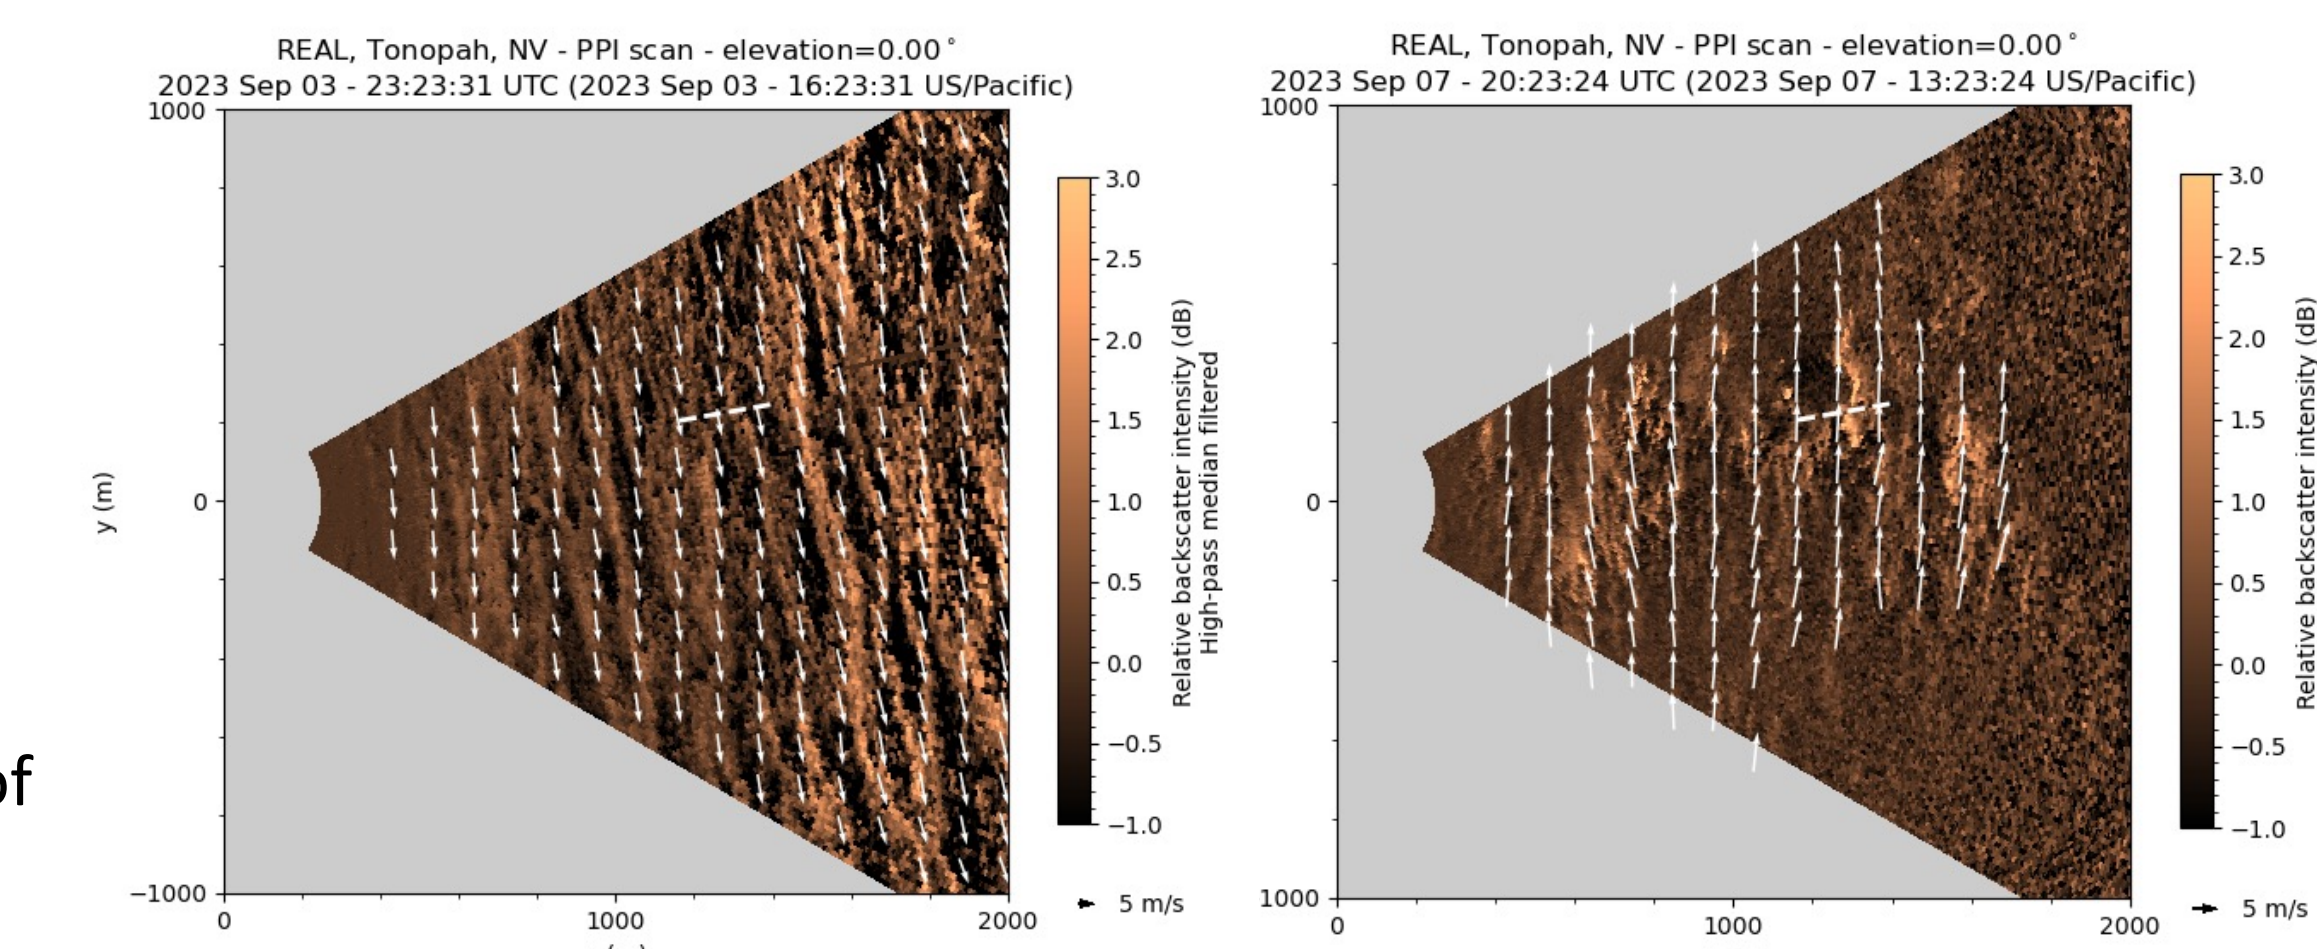 REAL, Tonopah, NV - PPI scan - elevation=0.00°
2023 Sep 03 - 23:23:31 UTC (2023 Sep 03 - 16:23:31 US/Pacific)
1000
0
−1000
y (m)
0
1000
2000
3.0
2.5
2.0
1.5
1.0
0.5
0.0
−0.5
−1.0
Relative backscatter intensity (dB)
High-pass median filtered
5 m/s
REAL, Tonopah, NV - PPI scan - elevation=0.00°
2023 Sep 07 - 20:23:24 UTC (2023 Sep 07 - 13:23:24 US/Pacific)
1000
0
1000
0
1000
2000
3.0
2.5
2.0
1.5
1.0
0.5
0.0
−0.5
−1.0
Relative backscatter intensity (dB)
5 m/s
of